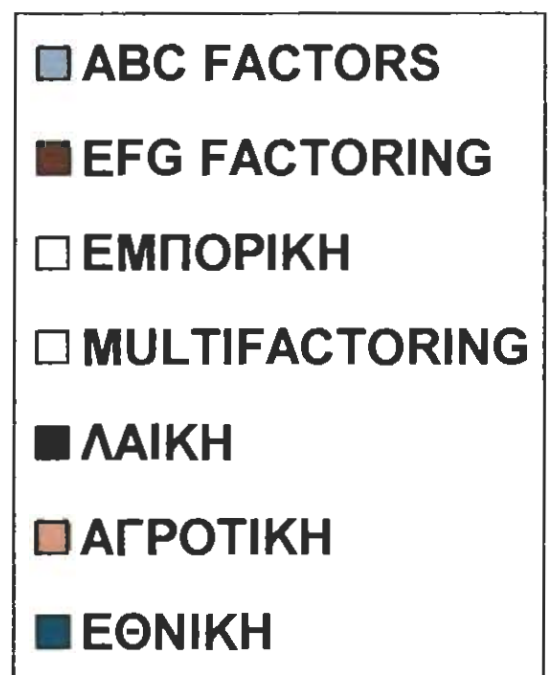 ABC FACTORS
EFG FACTORING
ΕΜΠΟΡΙΚΗ
MULTIFACTORING
ΛΑΙΚΗ
ΑΓΡΟΤΙΚΗ
ΕΘΝΙΚΗ